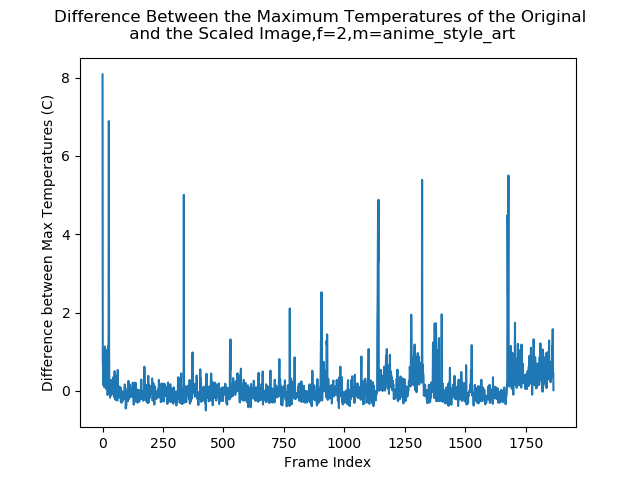 Difference Between the Maximum Temperatures of the Original
and the Scaled Image,f=2,m=anime_style_art
Difference between Max Temperatures (C)
8
6
4
2
0
0 250 500 750 1000 1250 1500 1750
Frame Index